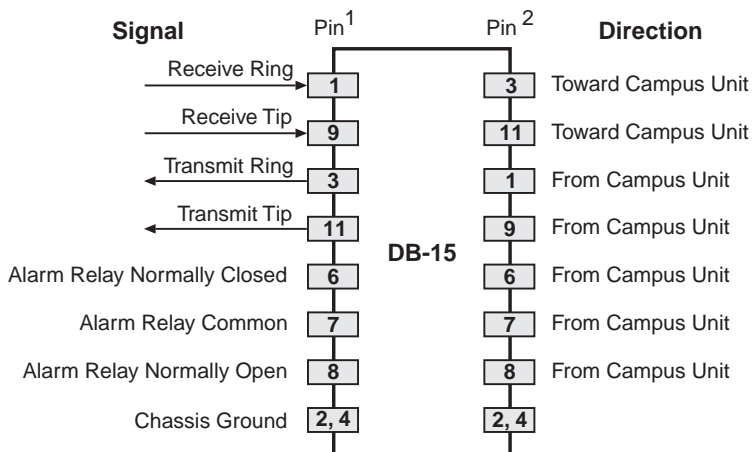 Signal Pin1 Pin 2 Direction
Receive Ring 1 3 Toward Campus Unit
Receive Tip 9 11 Toward Campus Unit
Transmit Ring 3 1 From Campus Unit
Transmit Tip 11 9 From Campus Unit
DB-15
Alarm Relay Normally Closed 6 6 From Campus Unit
Alarm Relay Common 7 7 From Campus Unit
Alarm Relay Normally Open 8 8 From Campus Unit
Chassis Ground 2, 4 2, 4